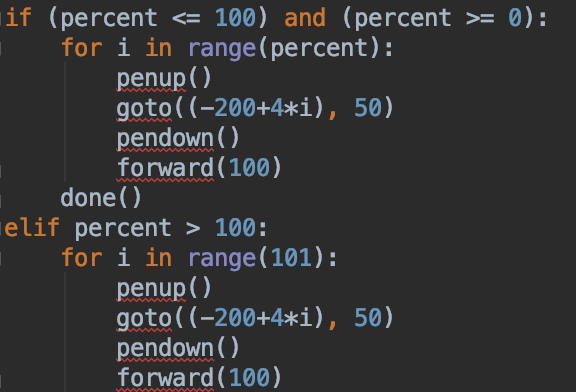 if (percent <= 100) and (percent >= 0):
    for i in range(percent):
        penup()
        goto((-200+4*i), 50)
        pendown()
        forward(100)
    done()
elif percent > 100:
    for i in range(101):
        penup()
        goto((-200+4*i), 50)
        pendown()
        forward(100)